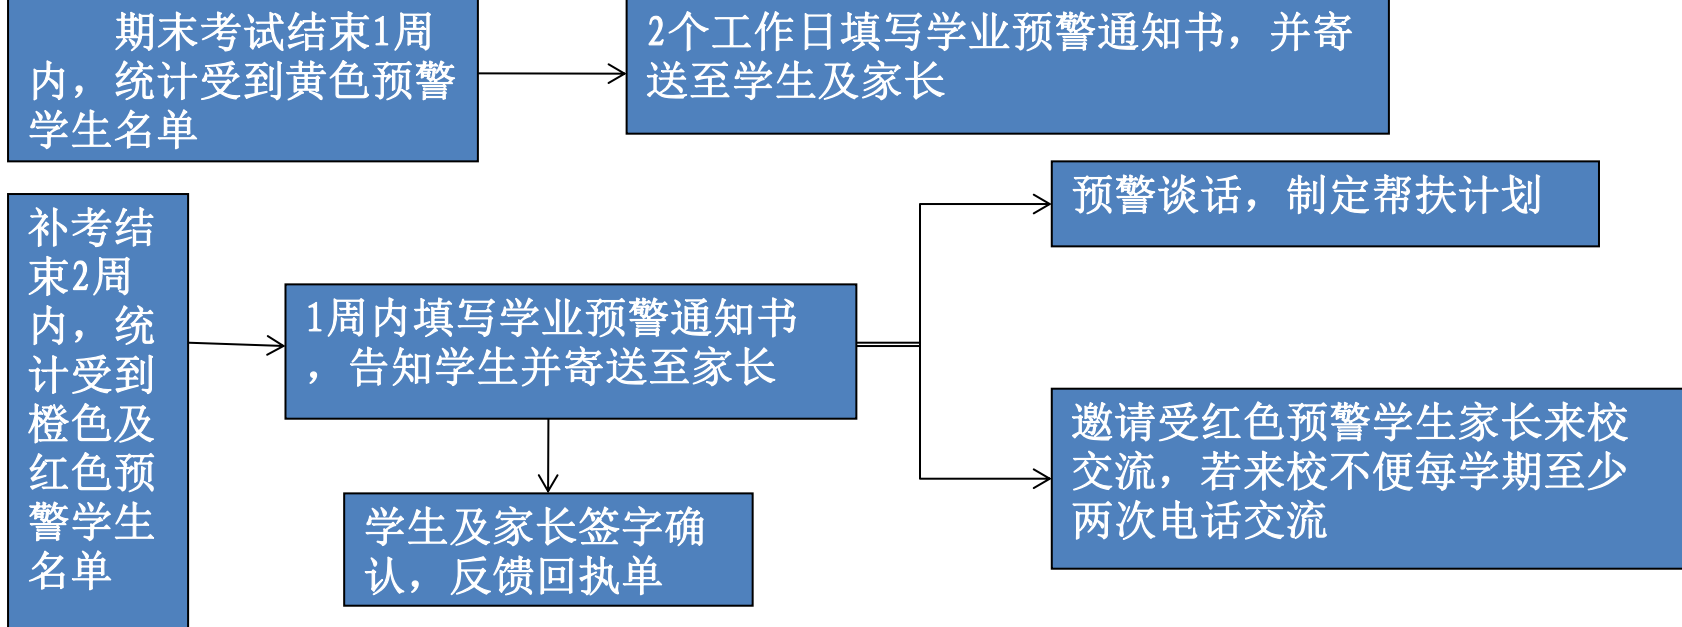 期末考试结束1周
内，统计受到黄色预警
学生名单
2个工作日填写学业预警通知书，并寄
送至学生及家长
补考结
束2周
内，统
计受到
橙色及
红色预
警学生
名单
1周内填写学业预警通知书
，告知学生并寄送至家长
学生及家长签字确
认，反馈回执单
预警谈话，制定帮扶计划
邀请受红色预警学生家长来校
交流，若来校不便每学期至少
两次电话交流